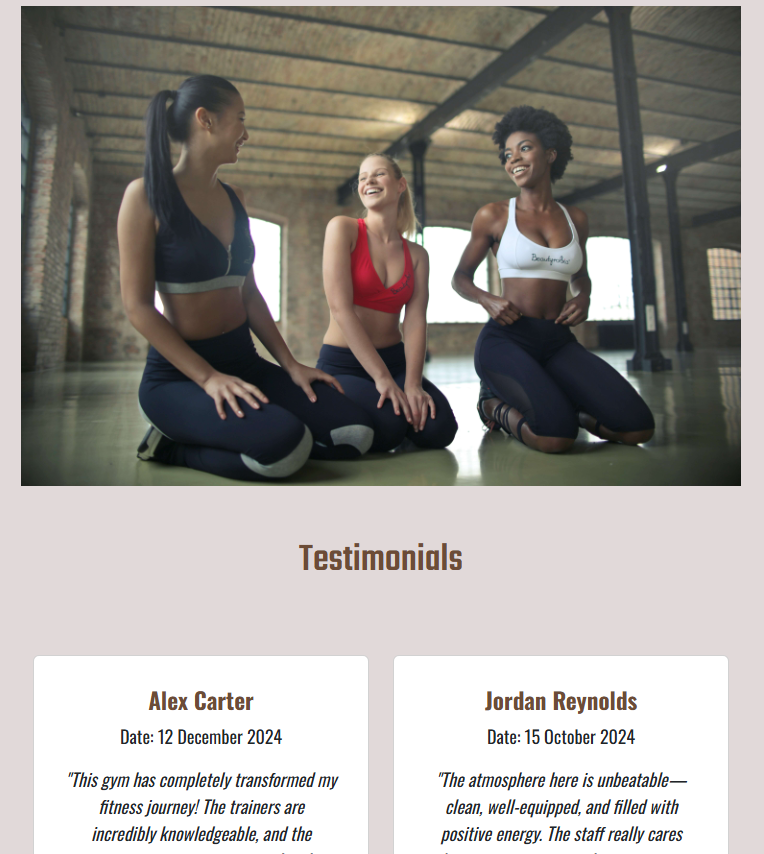 Testimonials
Alex Carter
Date: 12 December 2024
"This gym has completely transformed my
fitness journey! The trainers are
incredibly knowledgeable, and the
Jordan Reynolds
Date: 15 October 2024
"The atmosphere here is unbeatable—
clean, well-equipped, and filled with
positive energy. The staff really cares